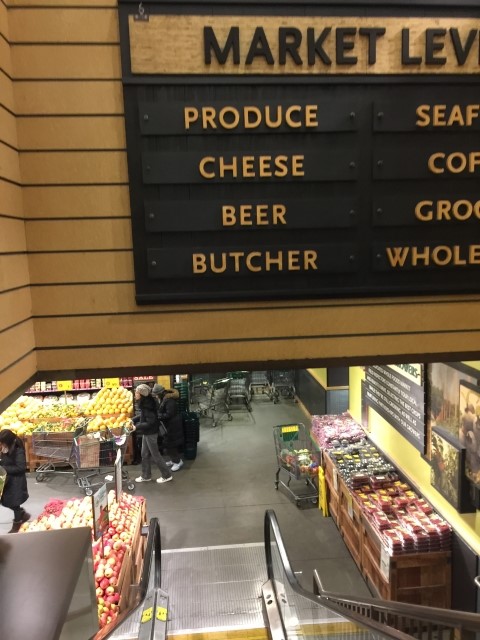 MARKET LEV
PRODUCE SEAF
CHEESE COF
BEER GROC
BUTCHER WHOLE